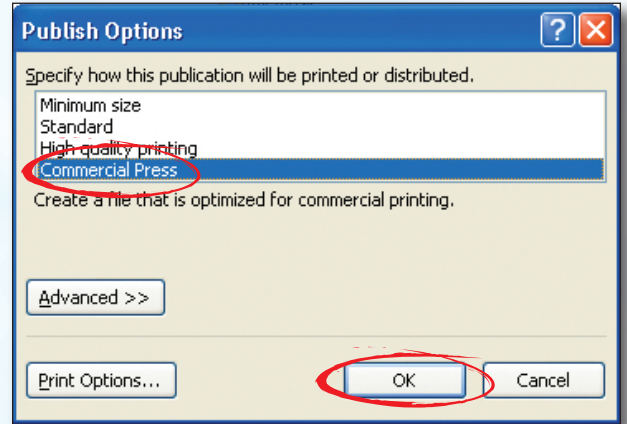 Publish Options
Specify how this publication will be printed or distributed.
Minimum size
Standard
High quality printing
Commercial Press
Create a file that is optimized for commercial printing.
Advanced >>
Print Options...
OK
Cancel